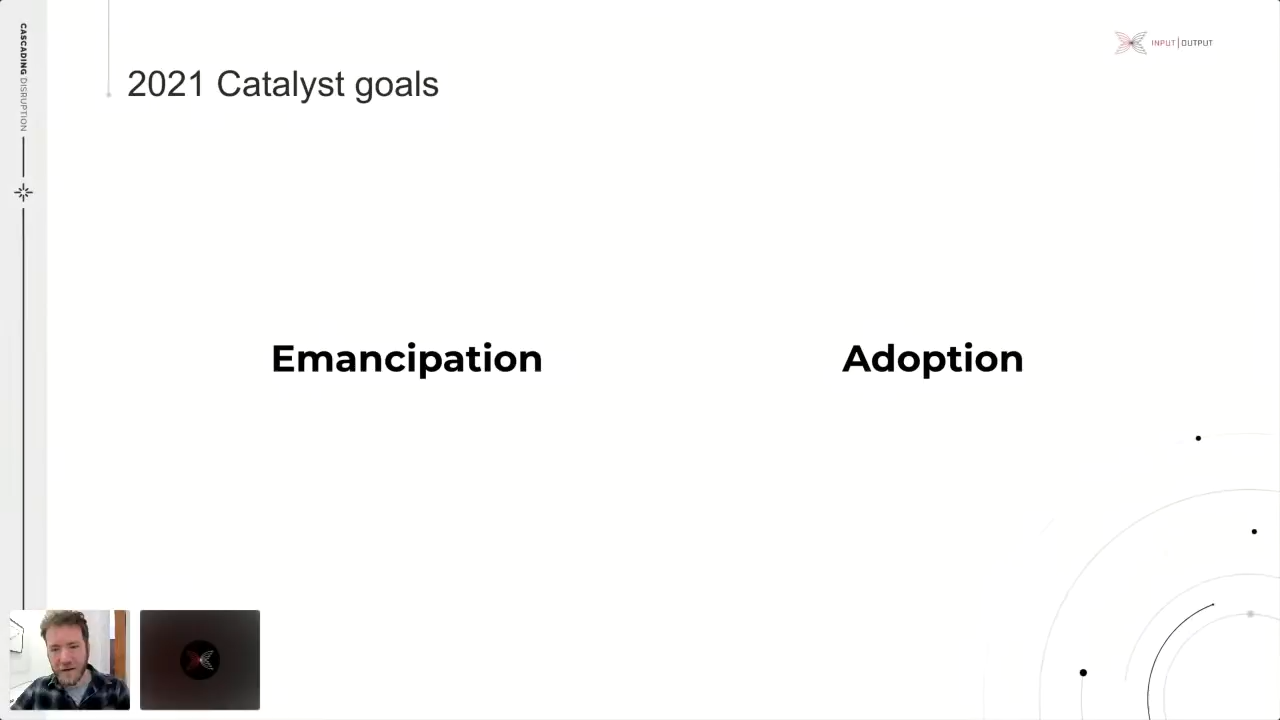 CASCADING DISRUPTION
INPUT|OUTPUT
2021 Catalyst goals
Emancipation
Adoption